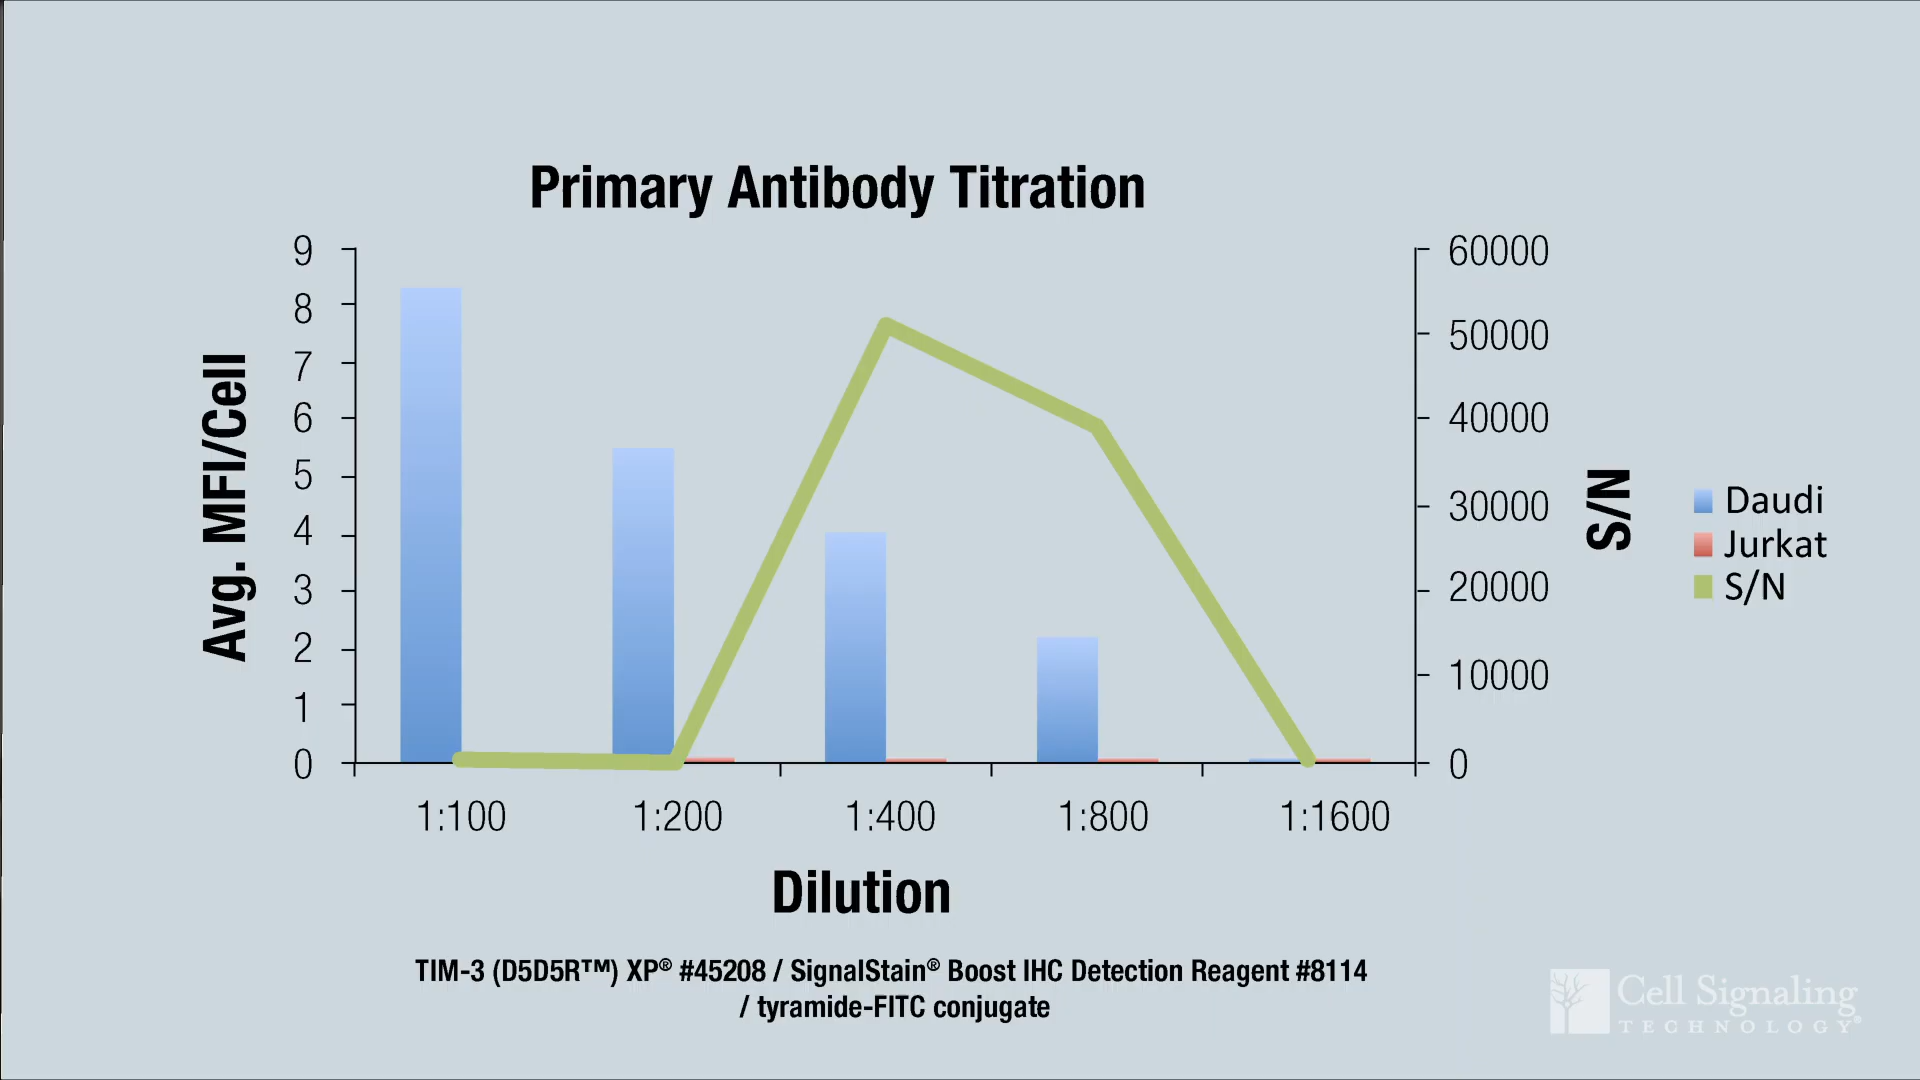 Primary Antibody Titration
Avg. MFI/Cell
9
8
7
6
5
4
3
2
1
0
60000
50000
40000
30000
20000
10000
0
S/N
Daudi
Jurkat
S/N
1:100 1:200 1:400 1:800 1:1600
Dilution
TIM-3 (D5D5R™) XP® #45208 / SignalStain® Boost IHC Detection Reagent #8114
/ tyramide-FITC conjugate
Cell Signaling
TECHNOLOGY®